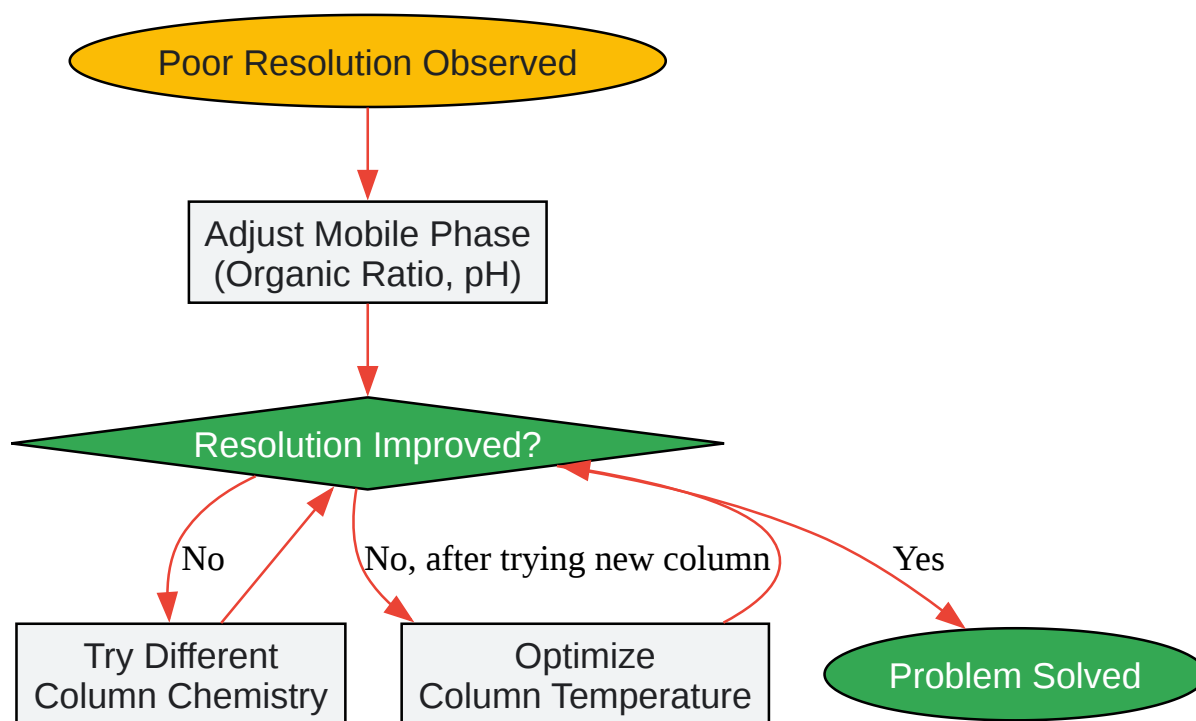 Poor Resolution Observed
Adjust Mobile Phase
(Organic Ratio, pH)
Resolution Improved?
No
No, after trying new column
Yes
Try Different
Column Chemistry
Optimize
Column Temperature
Problem Solved